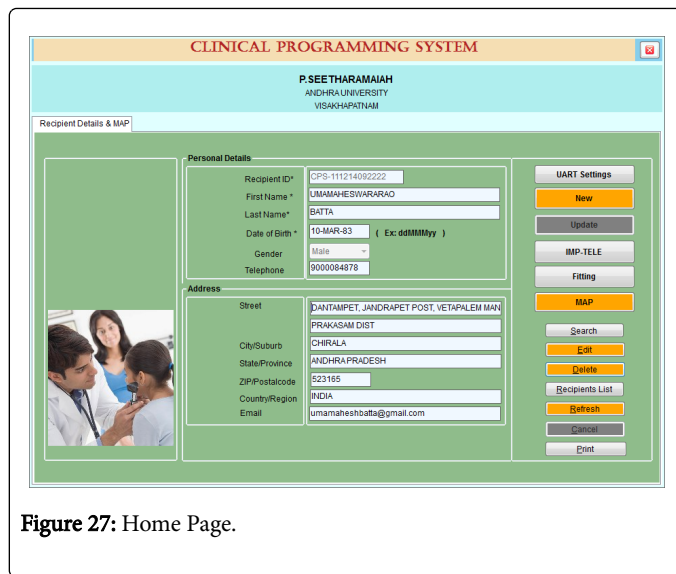 CLINICAL PROGRAMMING SYSTEM
P.SEETHARAMAIAH
ANDHRA UNIVERSITY
VISAKHAPATNAM
Recipient Details & MAP
Personal Details
Recipient ID* CPS-111214092222
First Name * UMAMAHESWARARAO
Last Name* BATTA
Date of Birth * 10-MAR-83 ( Ex: ddMMMyy )
Gender Male
Telephone 9000084878
Address
Street DANTAMPET, JANDRAPET POST, VETAPALEM MAN
PRAKASAM DIST
City/Suburb CHIRALA
State/Province ANDHRA PRADESH
ZIP/Postalcode 523165
Country/Region INDIA
Email umamaheshbatta@gmail.com
UART Settings
New
Update
IMP-TELE
Fitting
MAP
Search
Edit
Delete
Recipients List
Refresh
Cancel
Print
Figure 27: Home Page.